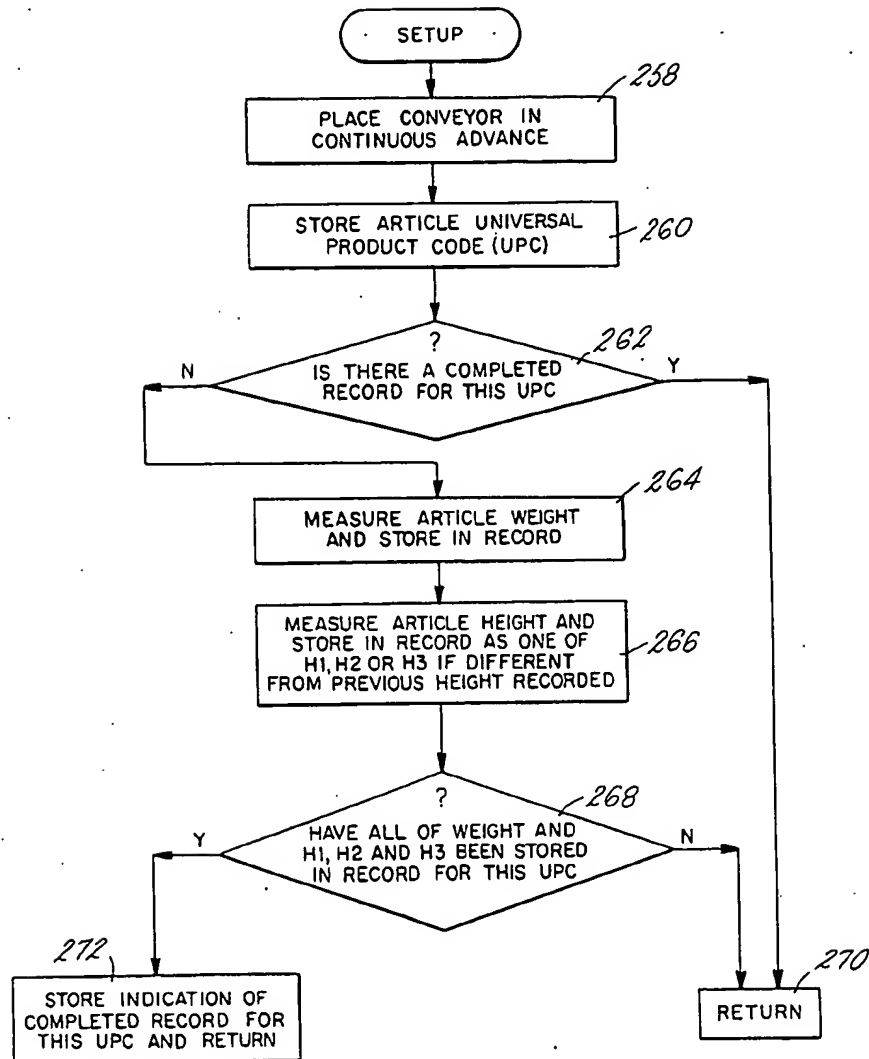 SETUP
258
PLACE CONVEYOR IN
CONTINUOUS ADVANCE
STORE ARTICLE UNIVERSAL
PRODUCT CODE (UPC)
260
?
262
IS THERE A COMPLETED
RECORD FOR THIS UPC
N
Y
264
MEASURE ARTICLE WEIGHT
AND STORE IN RECORD
MEASURE ARTICLE HEIGHT AND
STORE IN RECORD AS ONE OF
H1, H2 OR H3 IF DIFFERENT
FROM PREVIOUS HEIGHT RECORDED
266
?
268
HAVE ALL OF WEIGHT AND
H1, H2 AND H3 BEEN STORED
IN RECORD FOR THIS UPC
Y
N
272
STORE INDICATION OF
COMPLETED RECORD FOR
THIS UPC AND RETURN
270
RETURN